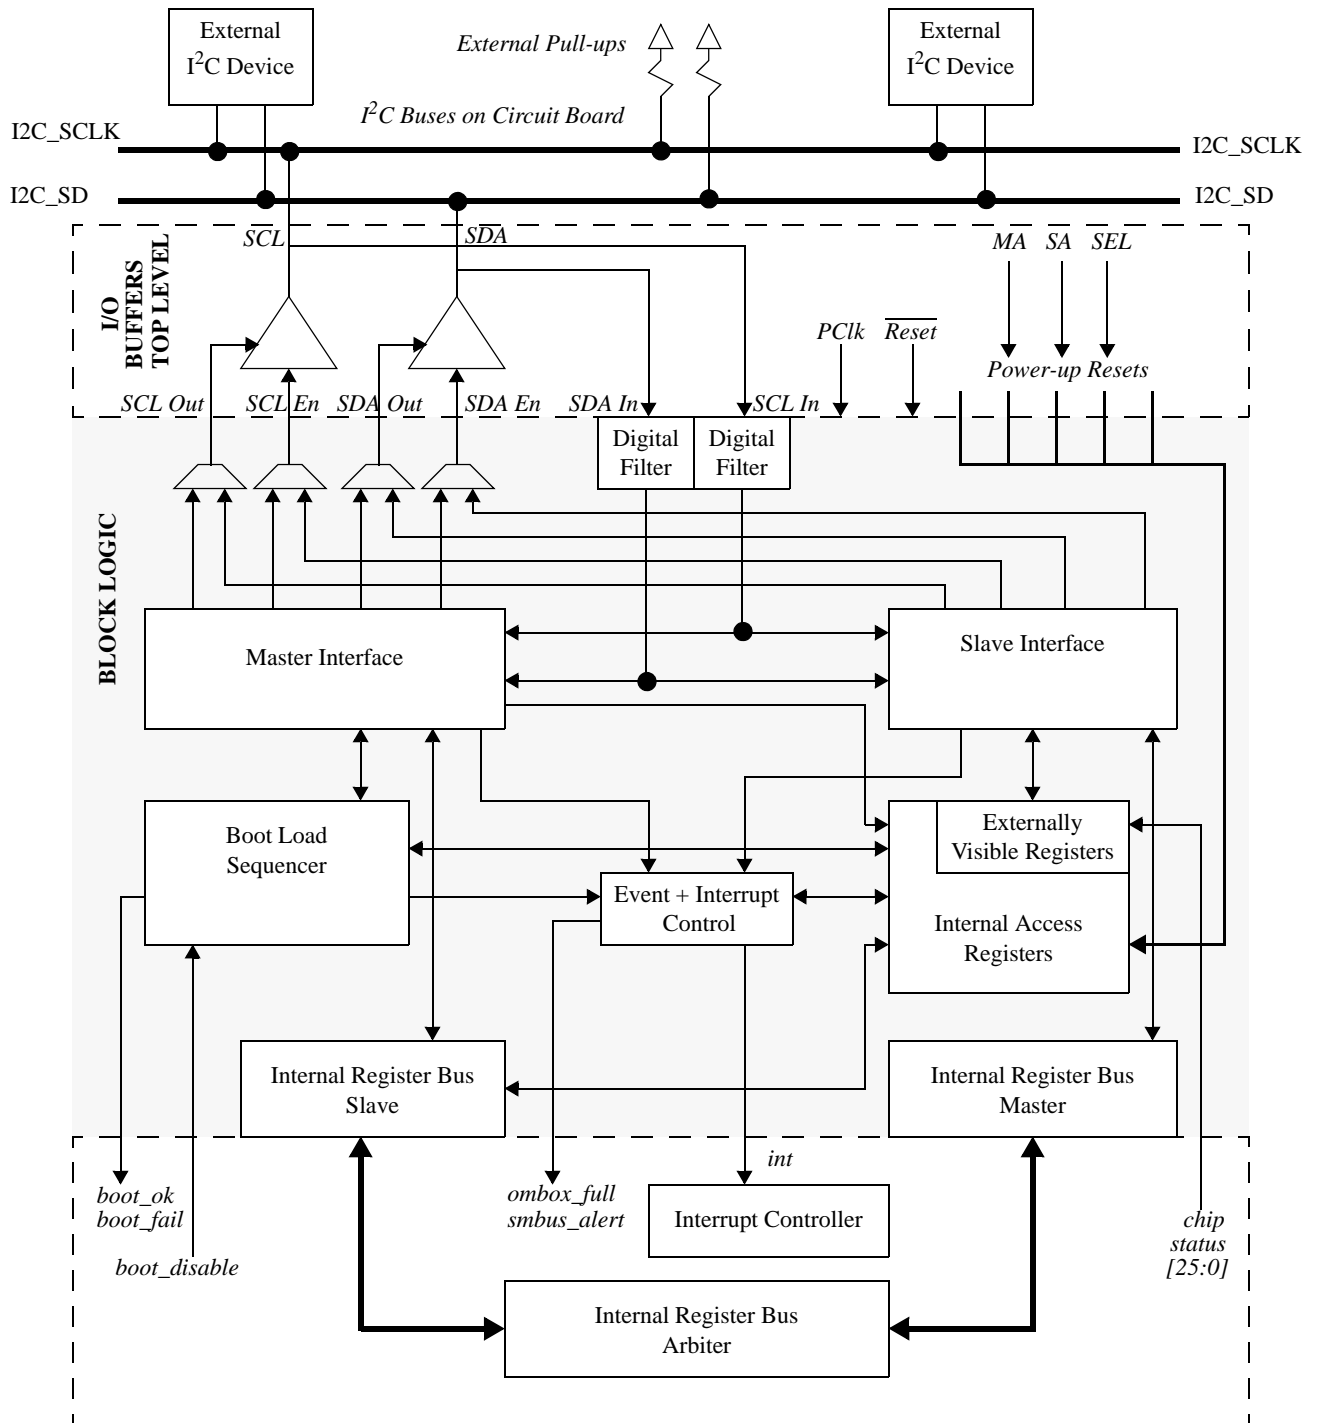 External
I²C Device
External Pull-ups
External
I²C Device
I²C Buses on Circuit Board
I2C_SCLK
I2C_SCLK
I2C_SD
I2C_SD
I/O
BUFFERS
TOP LEVEL
SCL
SDA
MA
SA
SEL
PClk
Reset
Power-up Resets
SCL Out
SCL En
SDA Out
SDA En
SDA In
SCL In
Digital
Filter
Digital
Filter
BLOCK LOGIC
Master Interface
Slave Interface
Boot Load
Sequencer
Externally
Visible Registers
Event + Interrupt
Control
Internal Access
Registers
Internal Register Bus
Slave
Internal Register Bus
Master
int
boot_ok
boot_fail
boot_disable
ombox_full
smbus_alert
Interrupt Controller
chip
status
[25:0]
Internal Register Bus
Arbiter